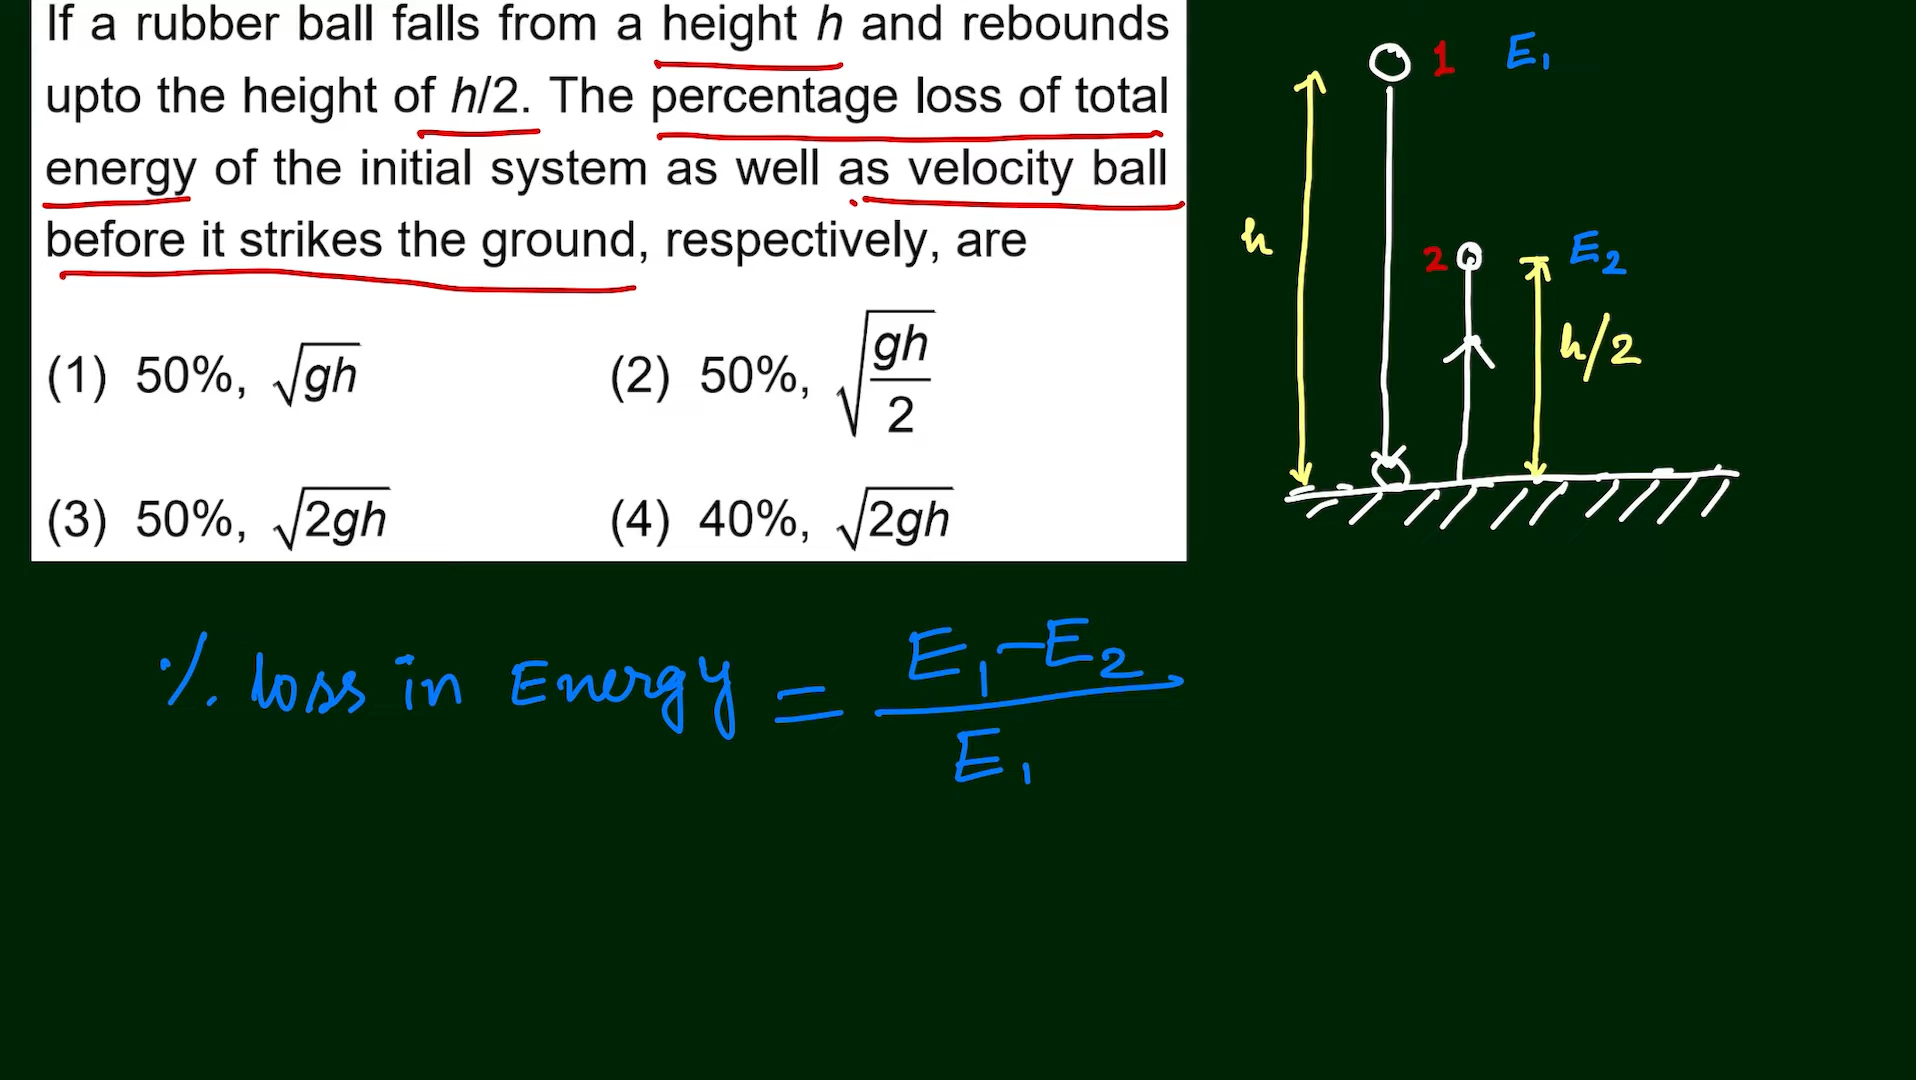 If a rubber ball falls from a height h and rebounds
upto the height of h/2. The percentage loss of total
energy of the initial system as well as velocity ball
before it strikes the ground, respectively, are
(1) 50%, √gh
(2) 50%, √(gh/2)
(3) 50%, √2gh
(4) 40%, √2gh
1 E₁
h
2 E₂
h/2
% loss in Energy = (E₁-E₂)/E₁